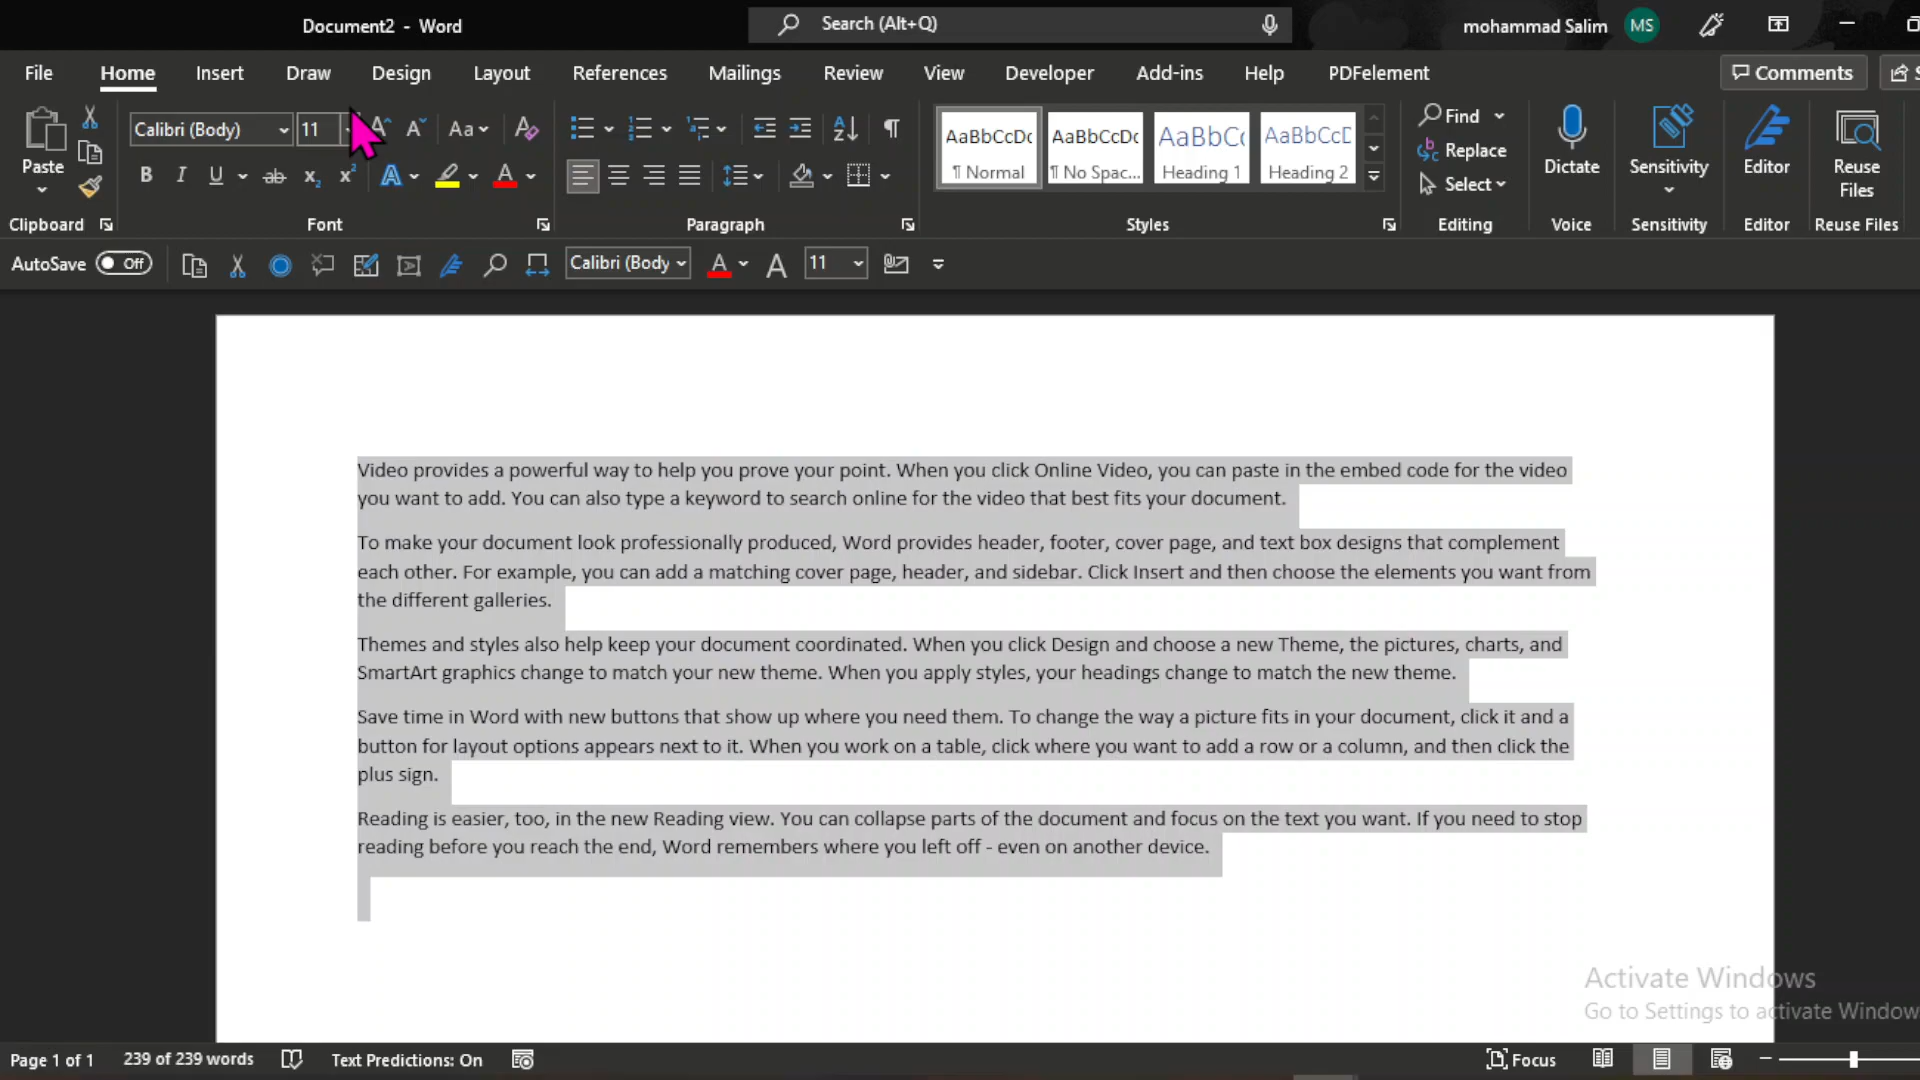 Document2 - Word
Search (Alt+Q)
mohammad Salim
MS
File Home Insert Draw Design Layout References Mailings Review View Developer Add-ins Help PDFelement
Comments
Paste
Calibri (Body)
11
Aa
AaBbCcDc
¶ Normal
AaBbCcDc
¶ No Spac...
AaBbC
Heading 1
AaBbCcD
Heading 2
Find
Replace
Select
Dictate
Sensitivity
Editor
Reuse
Files
Clipboard
Font
Paragraph
Styles
Editing
Voice
Sensitivity
Editor
Reuse Files
AutoSave Off
Calibri (Body
11
Video provides a powerful way to help you prove your point. When you click Online Video, you can paste in the embed code for the video
you want to add. You can also type a keyword to search online for the video that best fits your document.
To make your document look professionally produced, Word provides header, footer, cover page, and text box designs that complement
each other. For example, you can add a matching cover page, header, and sidebar. Click Insert and then choose the elements you want from
the different galleries.
Themes and styles also help keep your document coordinated. When you click Design and choose a new Theme, the pictures, charts, and
SmartArt graphics change to match your new theme. When you apply styles, your headings change to match the new theme.
Save time in Word with new buttons that show up where you need them. To change the way a picture fits in your document, click it and a
button for layout options appears next to it. When you work on a table, click where you want to add a row or a column, and then click the
plus sign.
Reading is easier, too, in the new Reading view. You can collapse parts of the document and focus on the text you want. If you need to stop
reading before you reach the end, Word remembers where you left off - even on another device.
Activate Windows
Go to Settings to activate Window
Page 1 of 1
239 of 239 words
Text Predictions: On
Focus